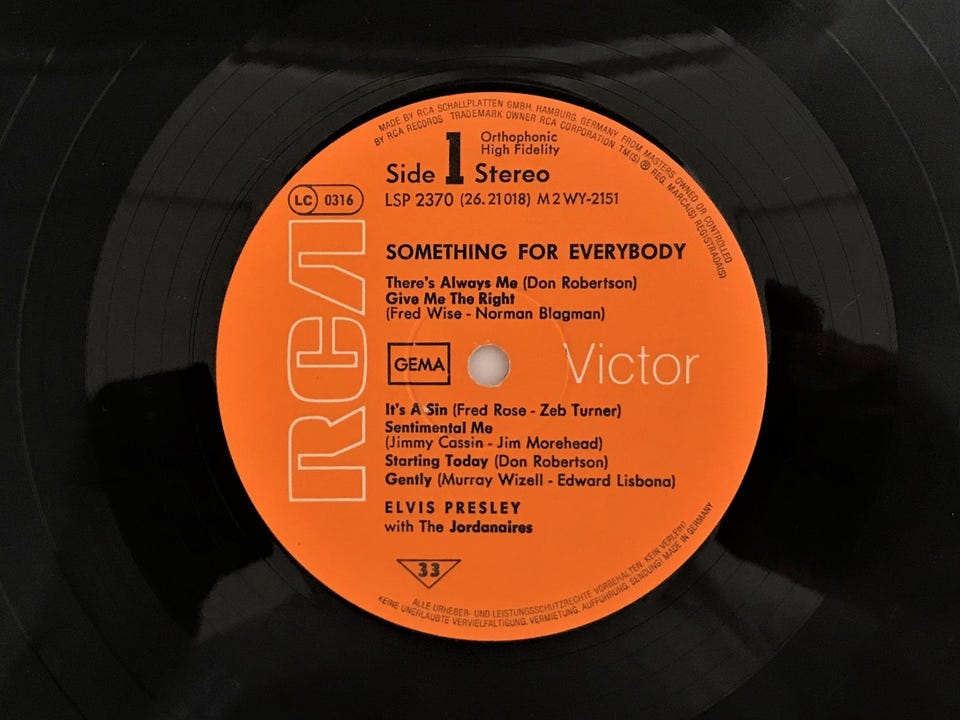 MADE BY RCA SCHALLPLATTEN GMBH, HAMBURG, GERMANY FROM MASTERS OWNED OR CONTROLLED
BY RCA RECORDS TRADEMARK OWNER RCA CORPORATION TM(S) ® REG. MARCA(S) REGISTRADA(S)
Orthophonic
High Fidelity
Side 1 Stereo
LSP 2370 (26.21018) M2WY-2151
LC 0316
RCA
SOMETHING FOR EVERYBODY
There's Always Me (Don Robertson)
Give Me The Right
(Fred Wise - Norman Blagman)
GEMA
Victor
It's A Sin (Fred Rose - Zeb Turner)
Sentimental Me
(Jimmy Cassin - Jim Morehead)
Starting Today (Don Robertson)
Gently (Murray Wizell - Edward Lisbona)
ELVIS PRESLEY
with The Jordanaires
33
ALLE URHEBER- UND LEISTUNGSSCHUTZRECHTE VORBEHALTEN. KEIN VERLEIH!
KEINE UNERLAUBTE VERVIELFÄLTIGUNG, VERMIETUNG, AUFFÜHRUNG, SENDUNG! MADE IN GERMANY